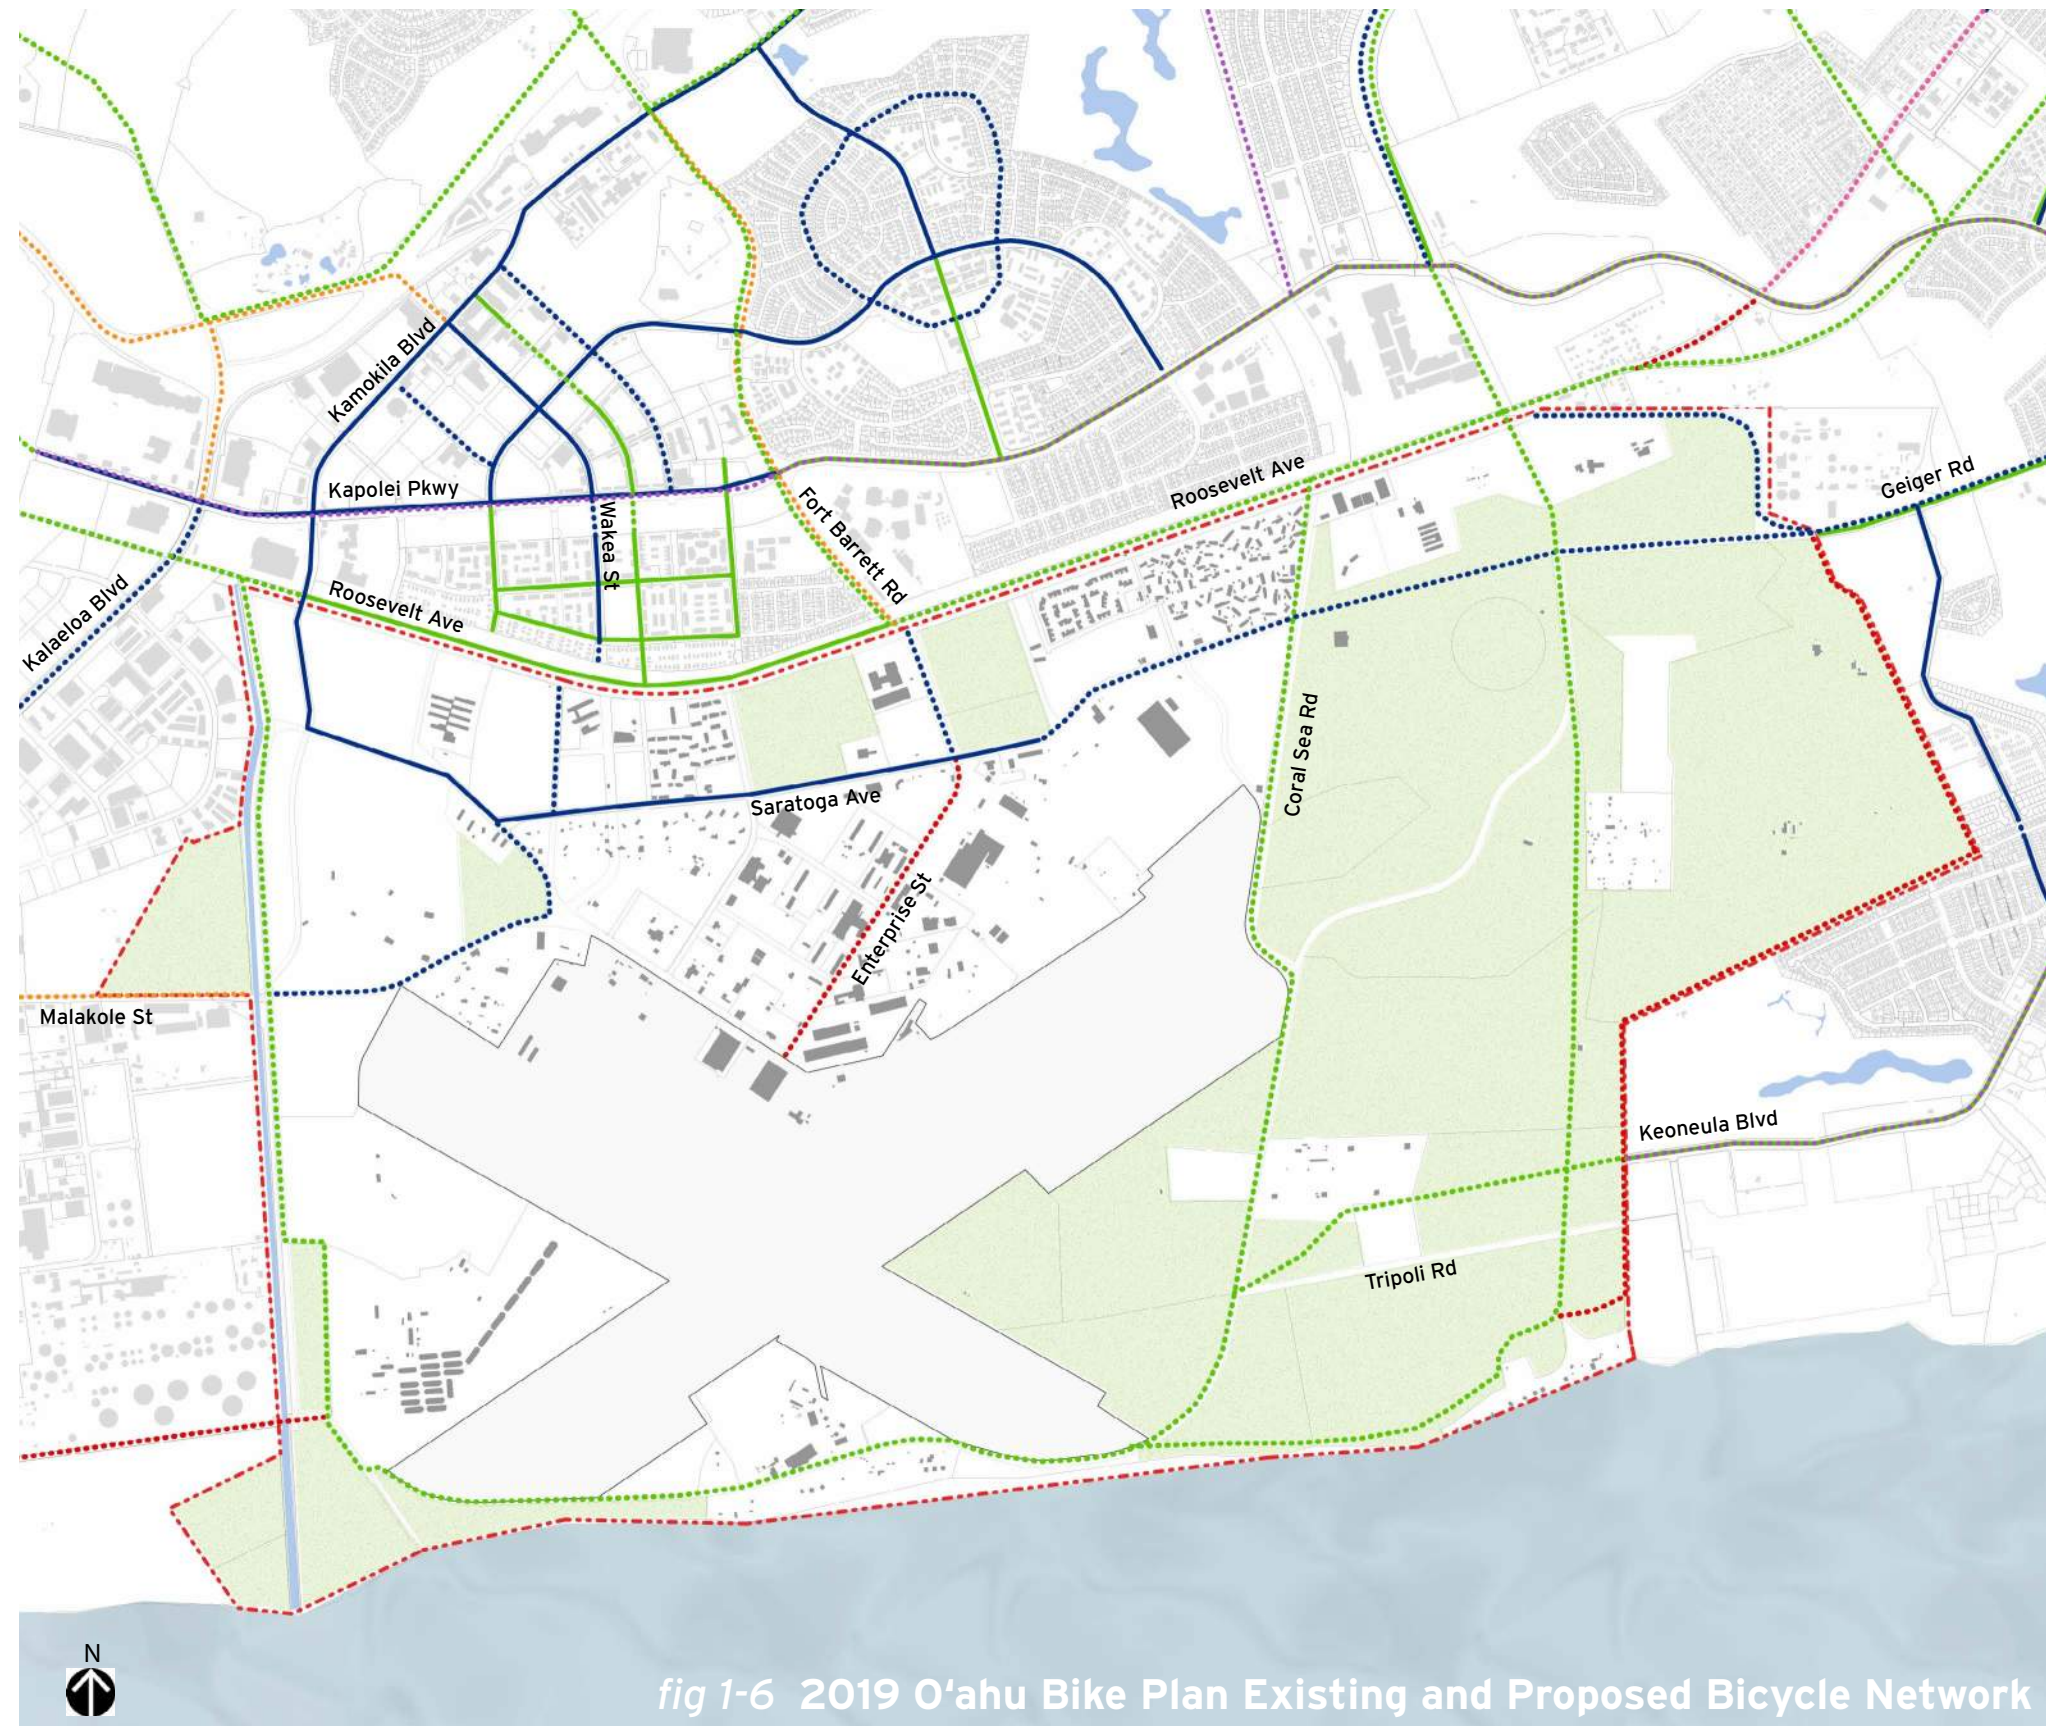 Kamokila Blvd
Geiger Rd
Roosevelt Ave
Kapolei Pkwy
Fort Barrett Rd
Wakea St
Kalaeloa Blvd
Roosevelt Ave
Coral Sea Rd
Saratoga Ave
Enterprise St
Malakole St
Keoneula Blvd
Tripoli Rd
N
fig 1-6 2019 O‘ahu Bike Plan Existing and Proposed Bicycle Network